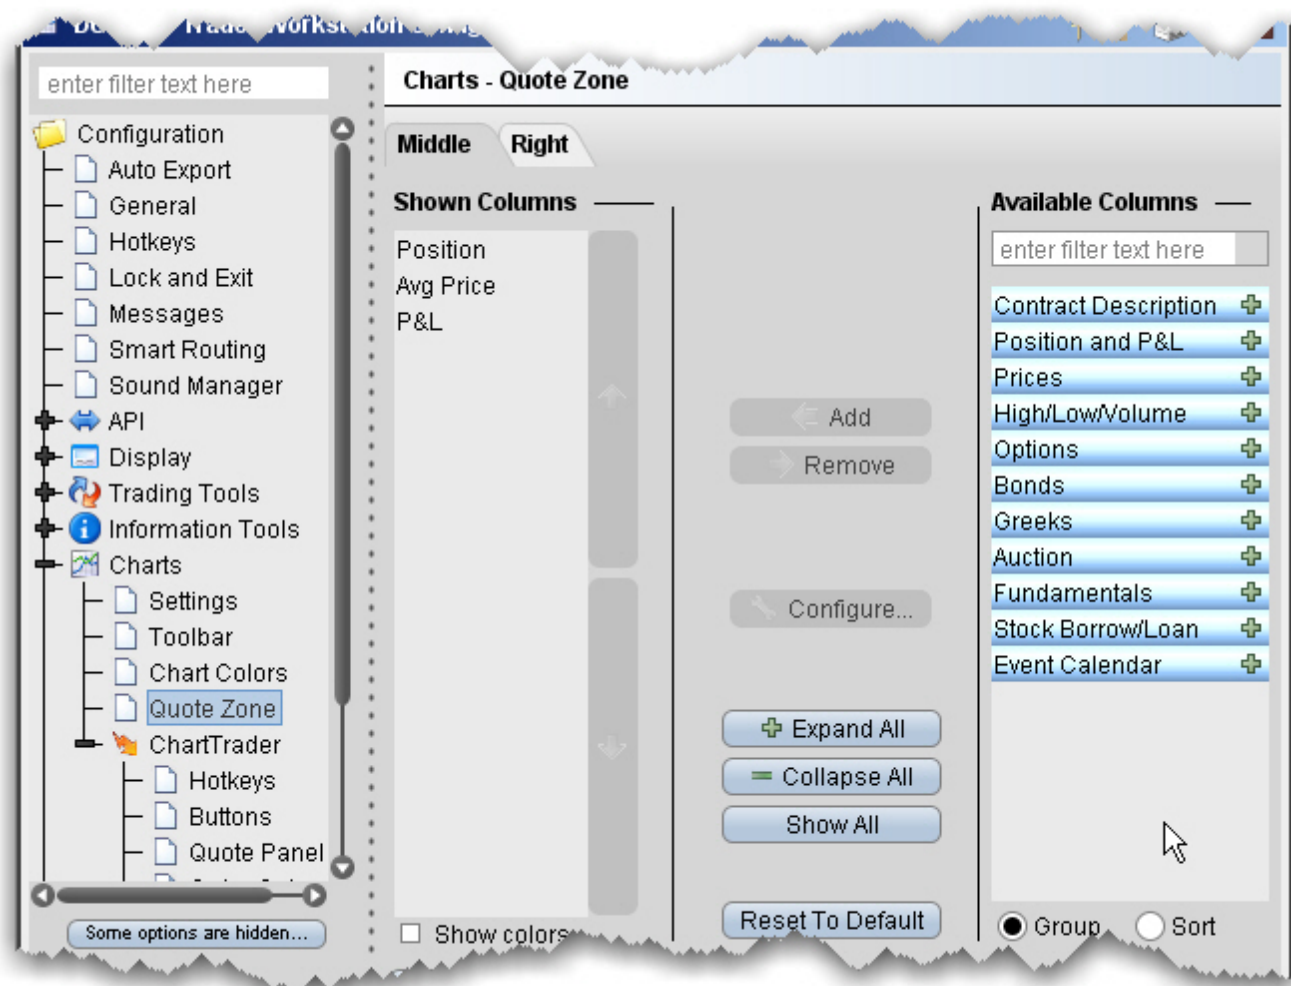 enter filter text here
Configuration
Auto Export
General
Hotkeys
Lock and Exit
Messages
Smart Routing
Sound Manager
API
Display
Trading Tools
Information Tools
Charts
Settings
Toolbar
Chart Colors
Quote Zone
ChartTrader
Hotkeys
Buttons
Quote Panel
Some options are hidden...
Charts - Quote Zone
Middle
Right
Shown Columns
Position
Avg Price
P&L
Show colors
Add
Remove
Configure...
Expand All
Collapse All
Show All
Reset To Default
Available Columns
enter filter text here
Contract Description
Position and P&L
Prices
High/Low/Volume
Options
Bonds
Greeks
Auction
Fundamentals
Stock Borrow/Loan
Event Calendar
Group
Sort